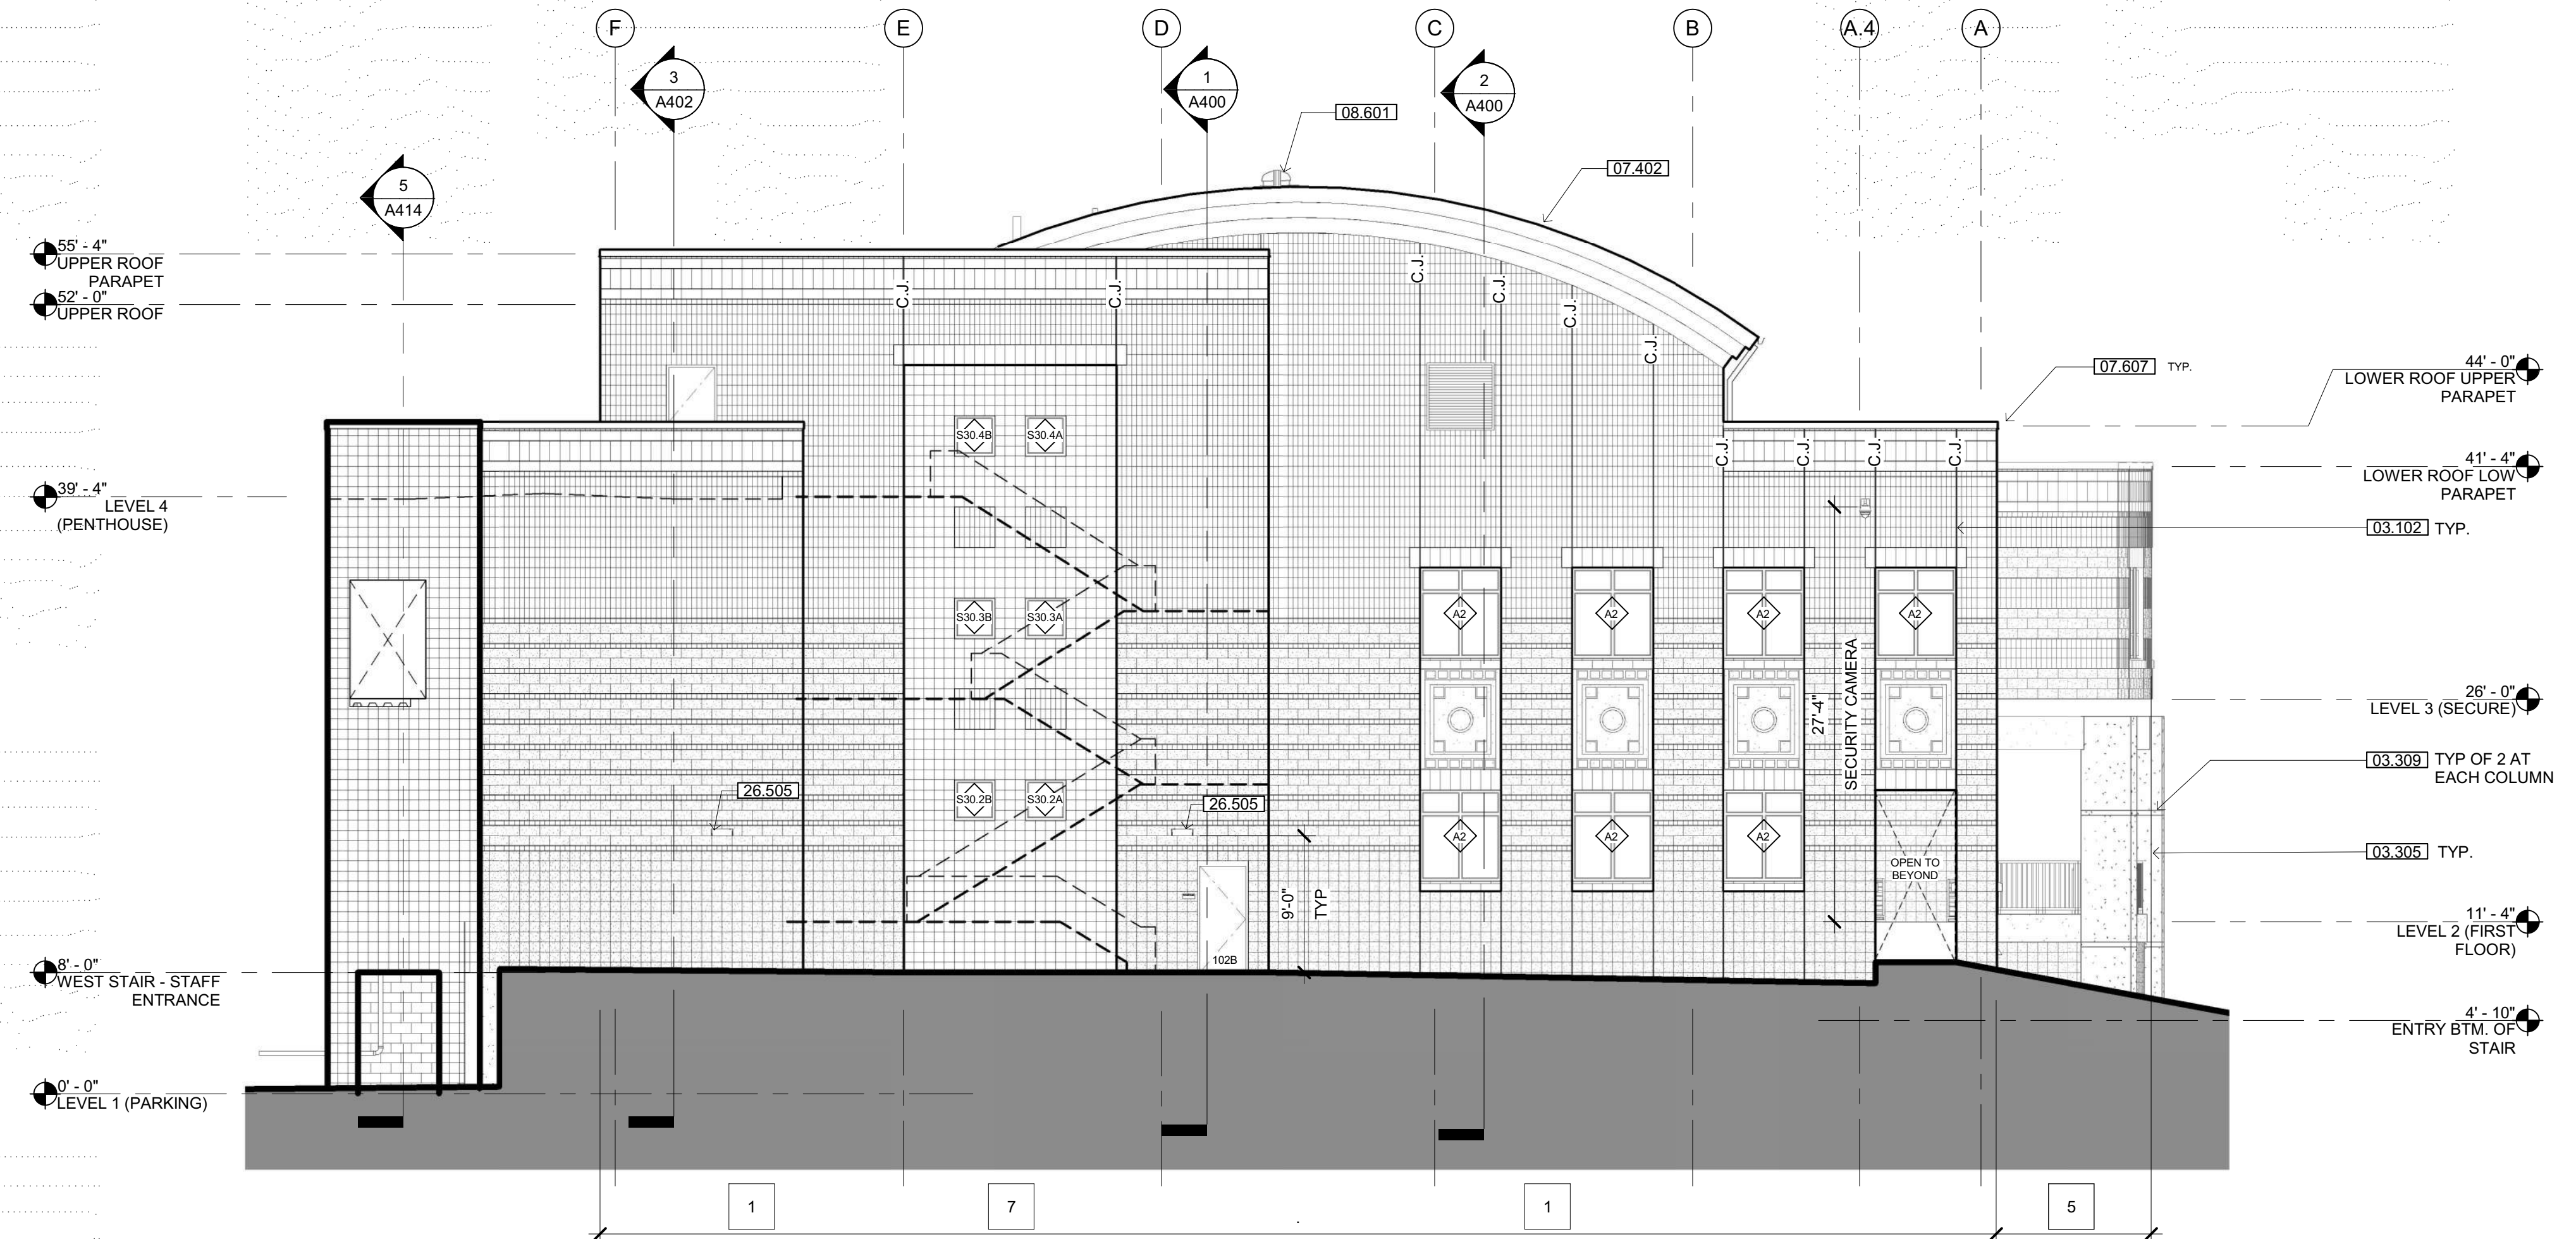 F
E
D
C
B
A.4
A
3
A402
1
A400
2
A400
5
A414
08.601
07.402
55' - 4"
UPPER ROOF
PARAPET
52' - 0"
UPPER ROOF
39' - 4"
LEVEL 4
(PENTHOUSE)
8' - 0"
WEST STAIR - STAFF
ENTRANCE
0' - 0"
LEVEL 1 (PARKING)
C.J.
C.J.
C.J.
C.J.
C.J.
C.J.
C.J.
C.J.
C.J.
C.J.
S30.4B
S30.4A
S30.3B
S30.3A
S30.2B
S30.2A
26.505
26.505
102B
9'-0"
TYP
A2
A2
A2
A2
A2
A2
A2
27'-4"
SECURITY CAMERA
OPEN TO
BEYOND
07.607 TYP.
44' - 0"
LOWER ROOF UPPER
PARAPET
41' - 4"
LOWER ROOF LOW
PARAPET
03.102 TYP.
26' - 0"
LEVEL 3 (SECURE)
03.309 TYP OF 2 AT
EACH COLUMN
03.305 TYP.
11' - 4"
LEVEL 2 (FIRST
FLOOR)
4' - 10"
ENTRY BTM. OF
STAIR
1
7
1
5